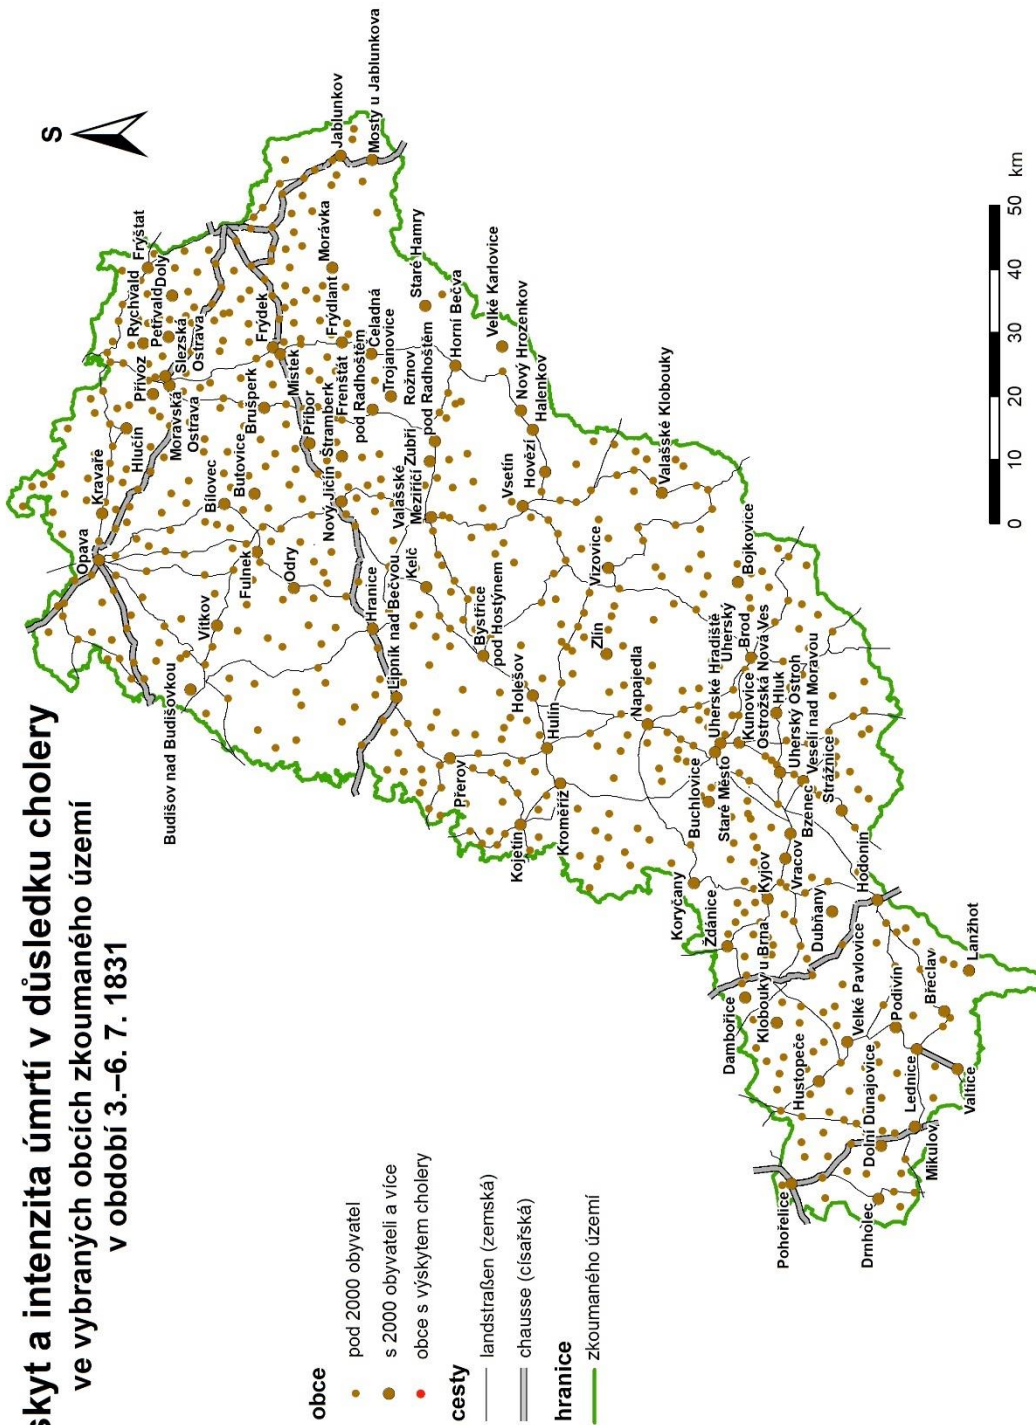 skyt a intenzita úmrtí v důsledku cholery
ve vybraných obcích zkoumaného území
v období 3.–6. 7. 1831
S
Opava
Kravaře
Hlučín
Přívoz
Rychvald
Petřvald
Doly
Frýštat
Slezská
Ostrava
Moravská
Ostrava
Budišov nad Budišovkou
Vítkov
Bílovec
Butovice
Brušperk
Frýdek
Místek
Fulnek
Odry
Příbor
Štramberk
Nový Jičín
Frenštát
pod Radhoštěm
Frýdlant
Morávka
Čeladná
Trojanovice
Jablunkov
Mosty u Jablunkova
Staré Hamry
Hranice
Lipník nad Bečvou
Kelč
Valašské
Meziříčí
Zubří
Rožnov
pod Radhoštěm
Horní Bečva
Velké Karlovice
Přerov
Bystřice
pod Hostýnem
Holešov
Hulín
Kojetín
Kroměříž
Vsetín
Hovězí
Halenkov
Nový Hrozenkov
Zlín
Vizovice
Valašské Klobouky
Napajedla
Koryčany
Buchlovice
Staré Město
Uherské Hradiště
Kunovice
Uherský
Brod
Bojkovice
Ostrožská Nová Ves
Hluk
Uherský Ostroh
Veselí nad Moravou
Strážnice
Bzenec
Vracov
Kyjov
Ždánice
Dambořice
Klobouky u Brna
Dubňany
Hodonín
Hustopeče
Velké Pavlovice
Podivín
Břeclav
Lanžhot
Pohořelice
Dolní Dunajovice
Drnholec
Mikulov
Lednice
Valtice
obce
pod 2000 obyvatel
s 2000 obyvateli a více
obce s výskytem cholery
cesty
landstraßen (zemská)
chausse (císařská)
hranice
zkoumaného území
0 10 20 30 40 50 km